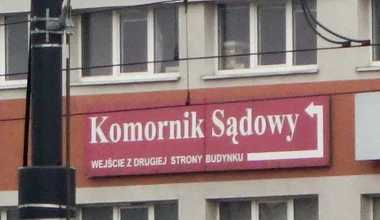 Komornik Sądowy
WEJŚCIE Z DRUGIEJ STRONY BUDYNKU